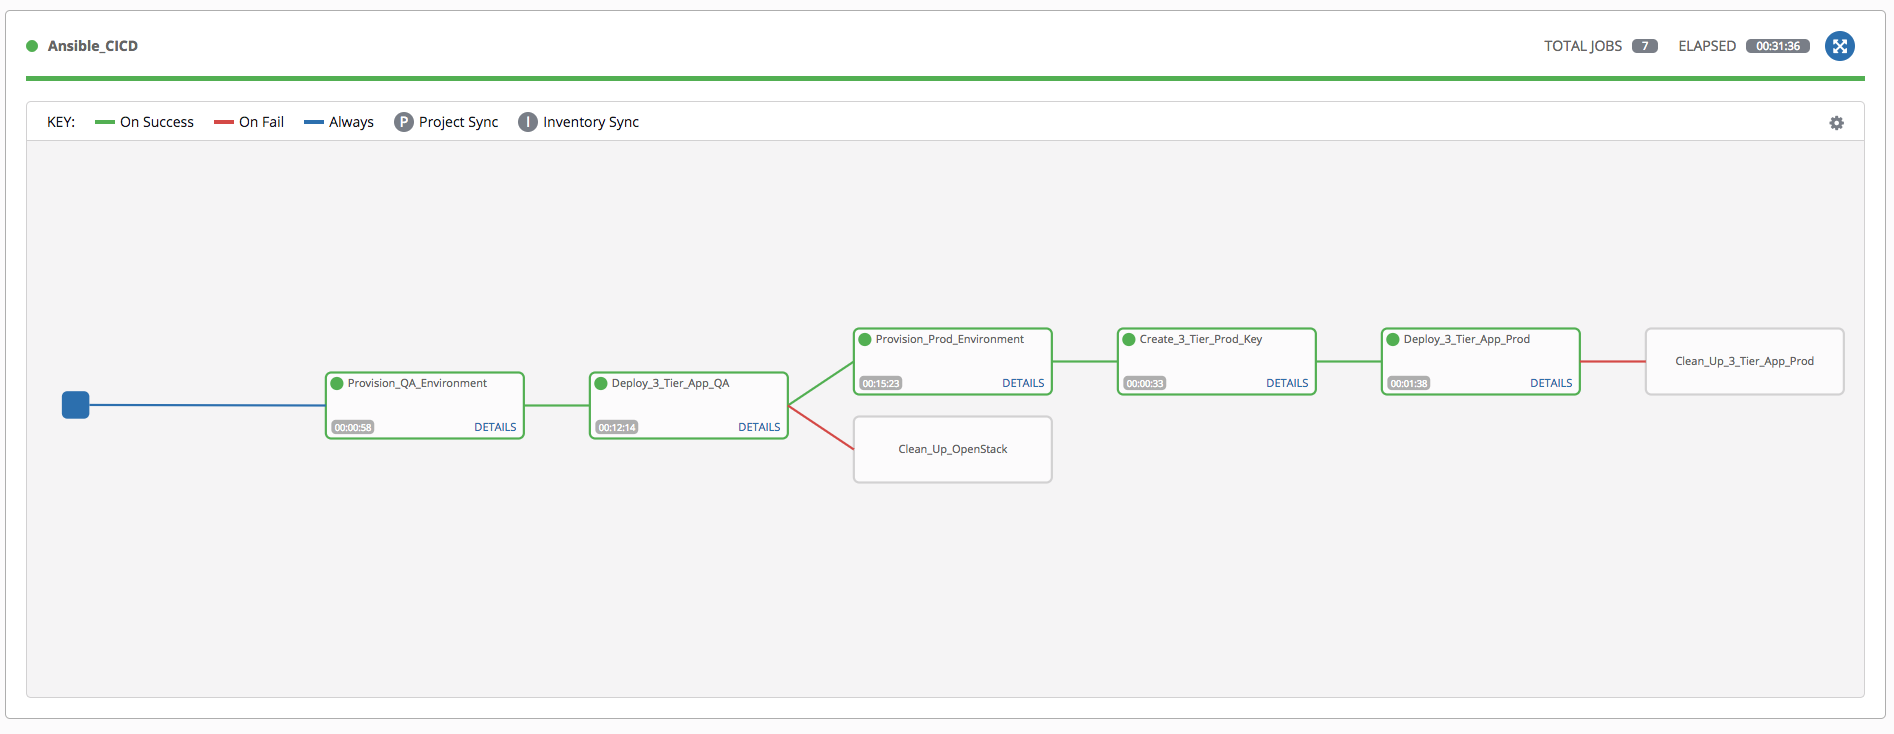 Ansible_CICD TOTAL JOBS 7 ELAPSED 00:31:36
KEY: On Success On Fail Always P Project Sync I Inventory Sync
Provision_QA_Environment
00:00:58 DETAILS
Deploy_3_Tier_App_QA
00:12:14 DETAILS
Provision_Prod_Environment
00:15:23 DETAILS
Clean_Up_OpenStack
Create_3_Tier_Prod_Key
00:00:33 DETAILS
Deploy_3_Tier_App_Prod
00:01:38 DETAILS
Clean_Up_3_Tier_App_Prod